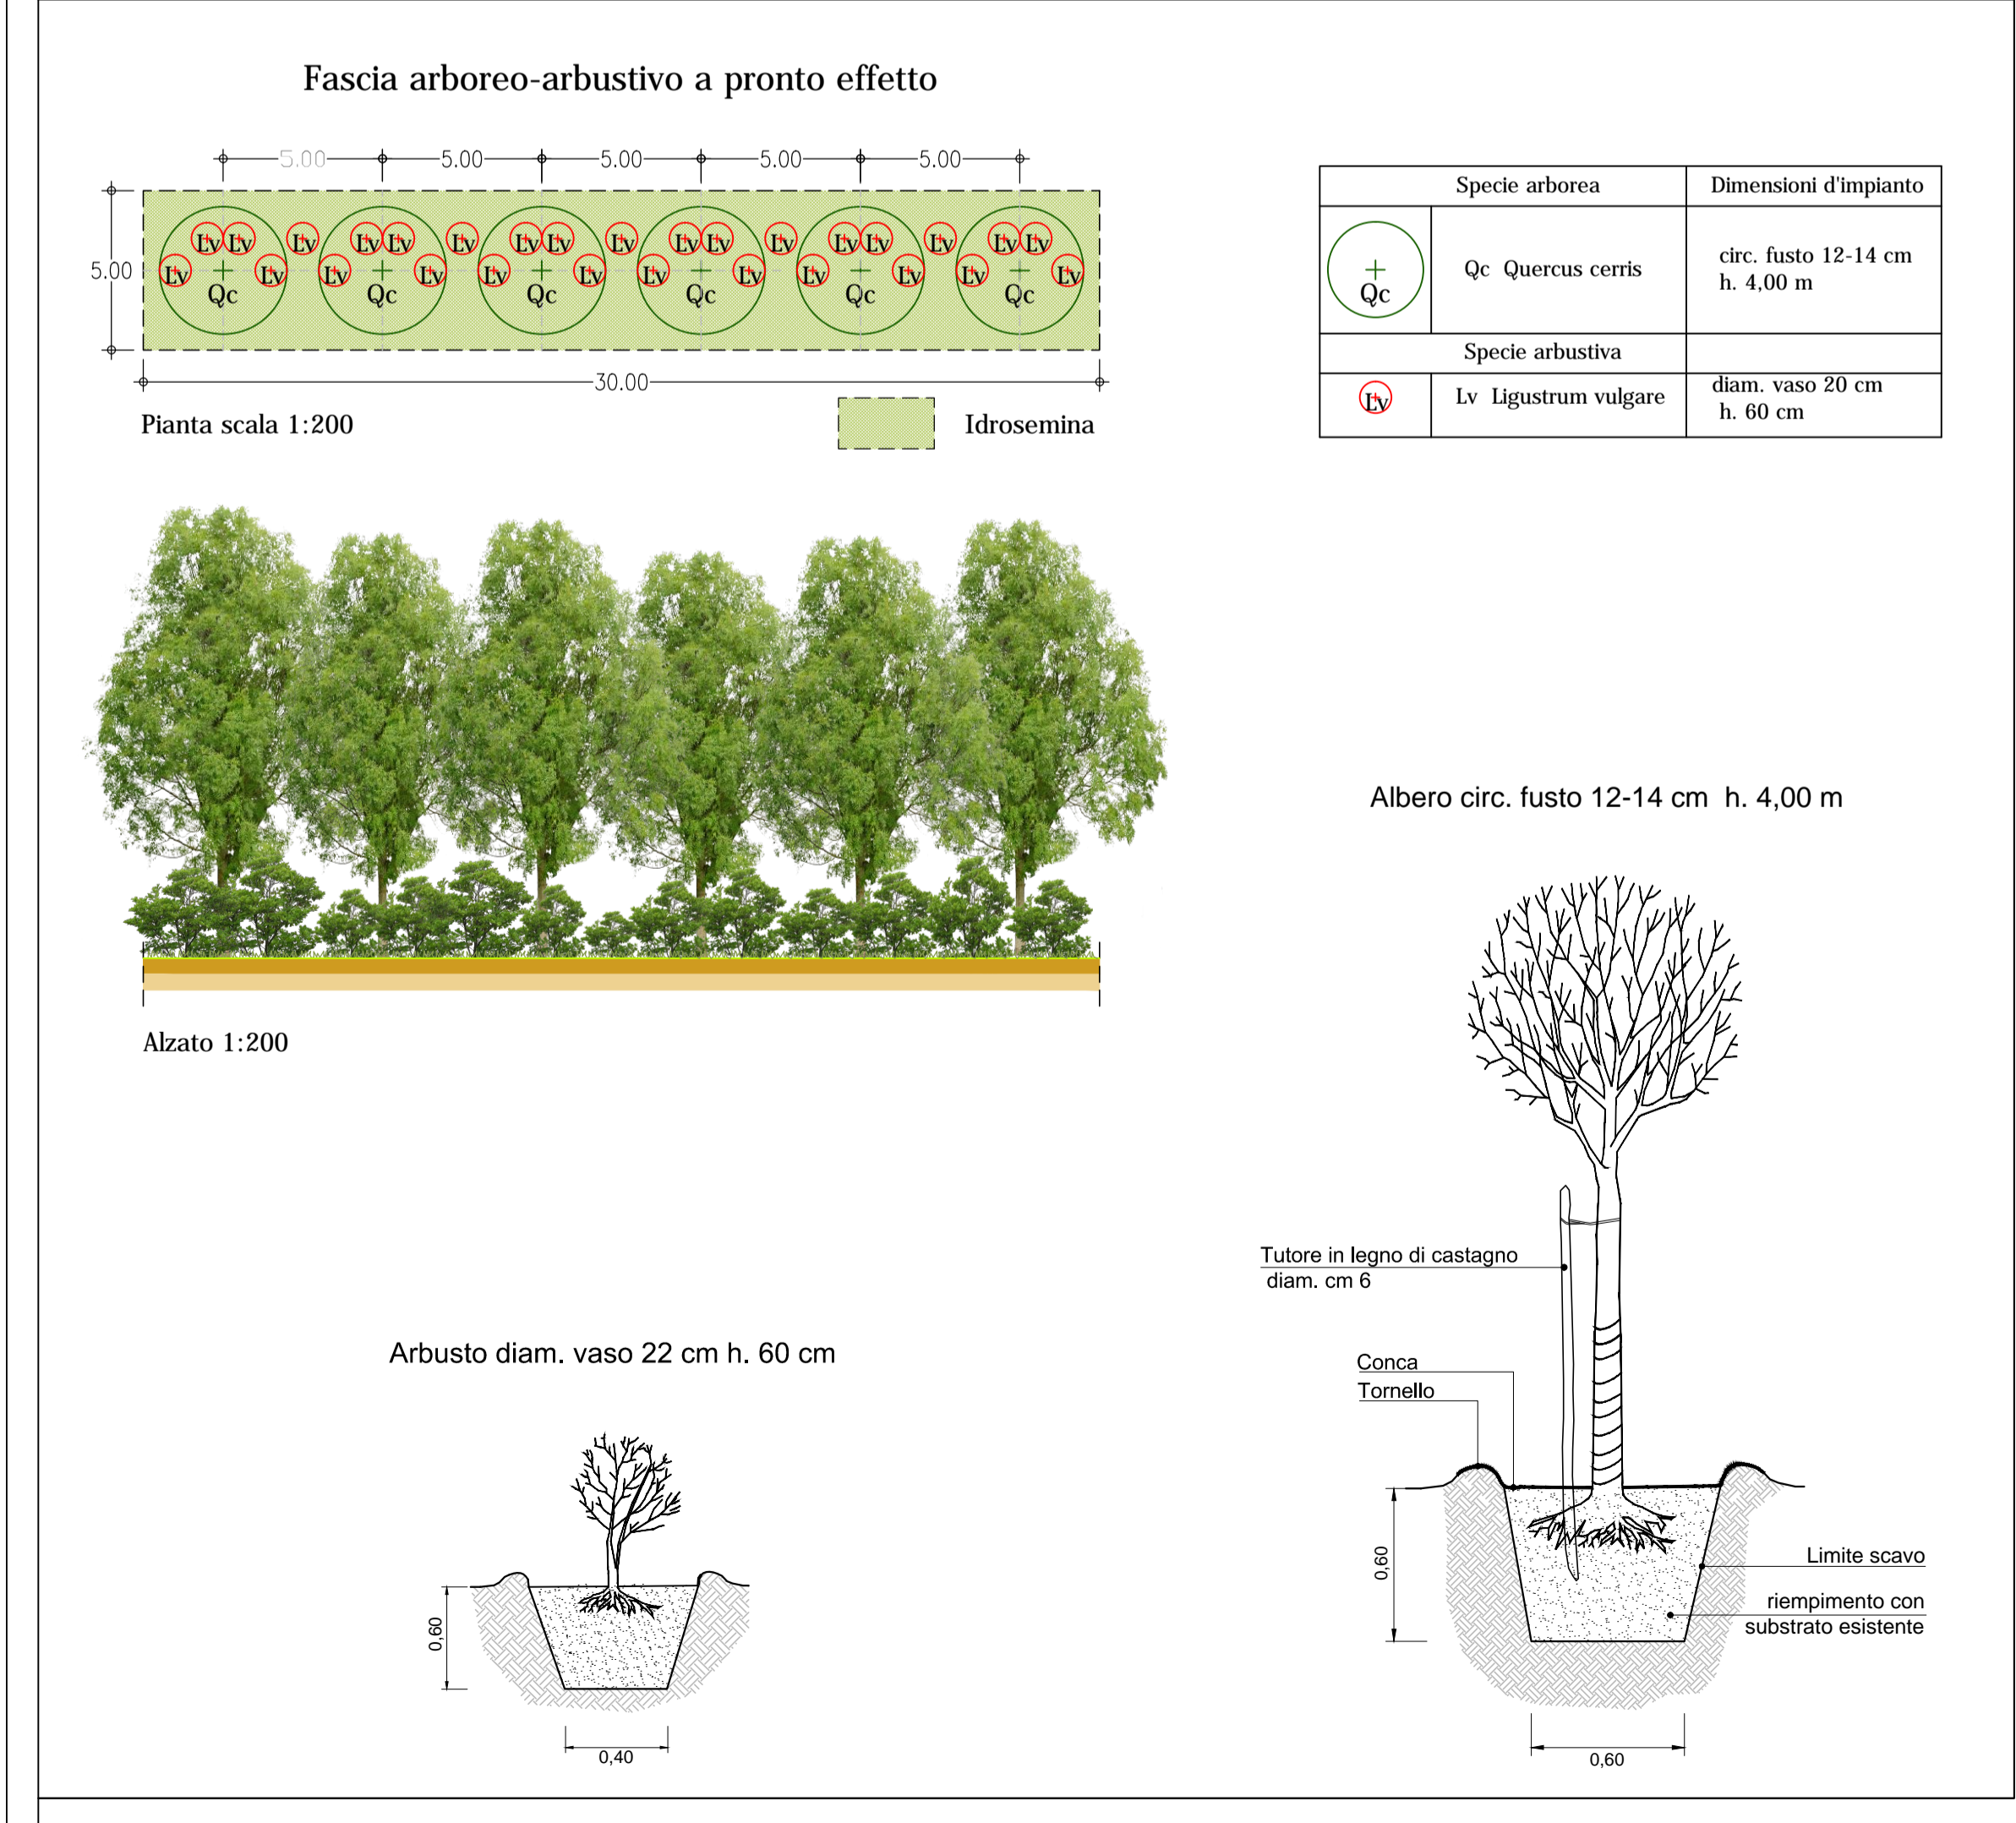 Fascia arboreo-arbustivo a pronto effetto
5.00 5.00 5.00 5.00 5.00
Lv Lv Lv Lv Lv Lv Lv Lv Lv Lv Lv Lv Lv Lv Lv Lv Lv
5.00 Lv Lv Lv Lv Lv Lv Lv Lv Lv Lv Lv Lv
Qc Qc Qc Qc Qc Qc
30.00
Pianta scala 1:200
Idrosemina
Specie arborea Dimensioni d'impianto
Qc Qc Quercus cerris circ. fusto 12-14 cm
h. 4,00 m
Specie arbustiva
Lv Lv Ligustrum vulgare diam. vaso 20 cm
h. 60 cm
Alzato 1:200
Albero circ. fusto 12-14 cm h. 4,00 m
Tutore in legno di castagno
diam. cm 6
Conca
Tornello
0,60
Limite scavo
riempimento con
substrato esistente
0,60
Arbusto diam. vaso 22 cm h. 60 cm
0,60
0,40